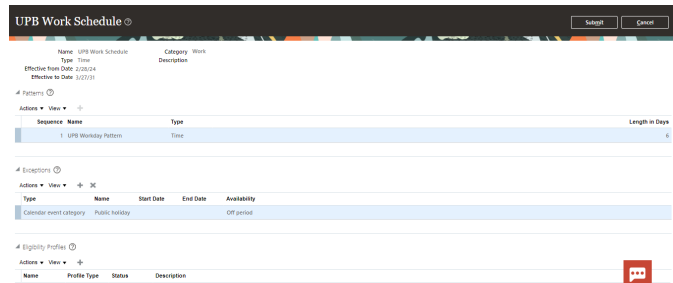 UPB Work Schedule
Submit Cancel
Name UPB Work Schedule Category Work
Type Time Description
Effective from Date 2/28/24
Effective to Date 3/27/31
Patterns
Actions View
Sequence Name Type Length in Days
1 UPB Workday Pattern Time 6
Exceptions
Actions View
Type Name Start Date End Date Availability
Calendar event category Public holiday Off period
Eligibility Profiles
Actions View
Name Profile Type Status Description